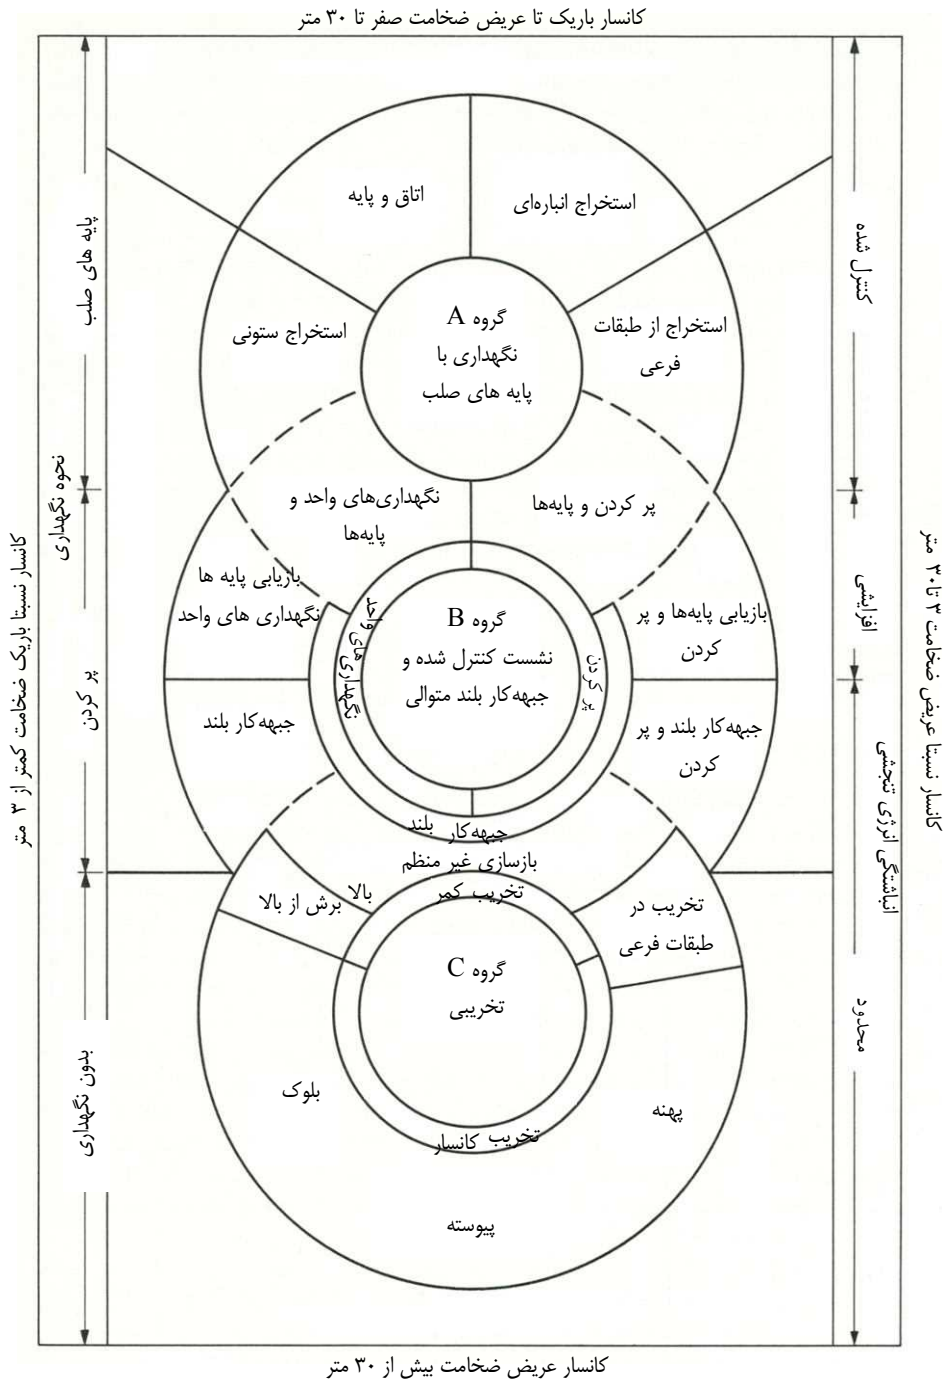 کانسار باریک تا عریض ضخامت صفر تا ۳۰ متر
پایه های صلب
کنترل شده
اتاق و پایه
استخراج انباره‌ای
استخراج ستونی
استخراج از طبقات
فرعی
گروه A
نگهداری با
پایه های صلب
نحوه نگهداری
نگهداری‌های واحد و
پایه‌ها
پر کردن و پایه‌ها
کانسار نسبتا باریک ضخامت کمتر از ۳ متر
کانسار نسبتا عریض ضخامت ۳ تا ۳۰ متر
پر کردن
افزایشی
بازیابی پایه ها
نگهداری های واحد
نگهداری های واحد
گروه B
نشست کنترل شده و
جبهه‌کار بلند متوالی
پر کردن
بازیابی پایه‌ها و پر
کردن
جبهه‌کار بلند
جبهه‌کار بلند و پر
کردن
انباشتگی انرژی تنجشی
جبهه‌کار بلند
بازسازی غیر منظم
تخریب کمر بالا
برش از بالا
تخریب در
طبقات فرعی
گروه C
تخریبی
بدون نگهداری
محدود
بلوک
پهنه
تخریب کانسار
پیوسته
کانسار عریض ضخامت بیش از ۳۰ متر